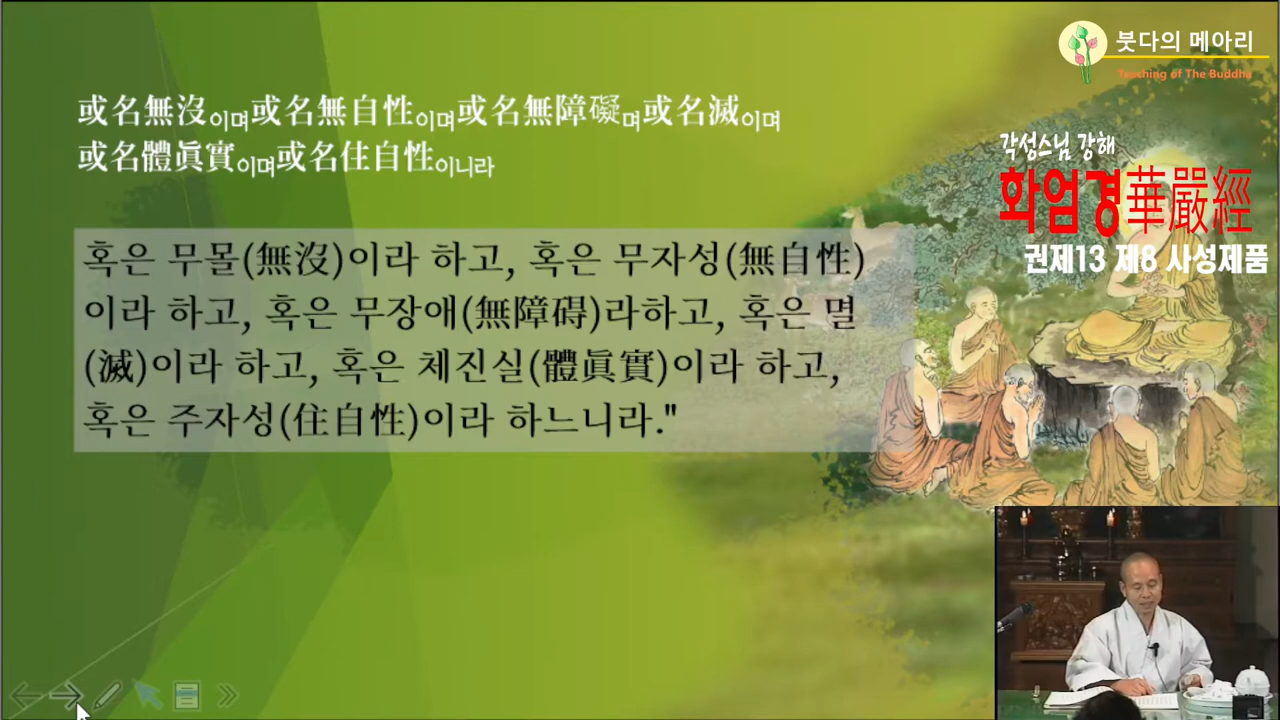 붓다의 메아리
Teaching of The Buddha
각성스님 강해
화엄경華嚴經
권제13 제8 사성제품
或名無沒이며或名無自性이며或名無障礙며或名滅이며
或名體眞實이며或名住自性이니라
혹은 무몰(無沒)이라 하고, 혹은 무자성(無自性)
이라 하고, 혹은 무장애(無障碍)라하고, 혹은 멸
(滅)이라 하고, 혹은 체진실(體眞實)이라 하고,
혹은 주자성(住自性)이라 하느니라."